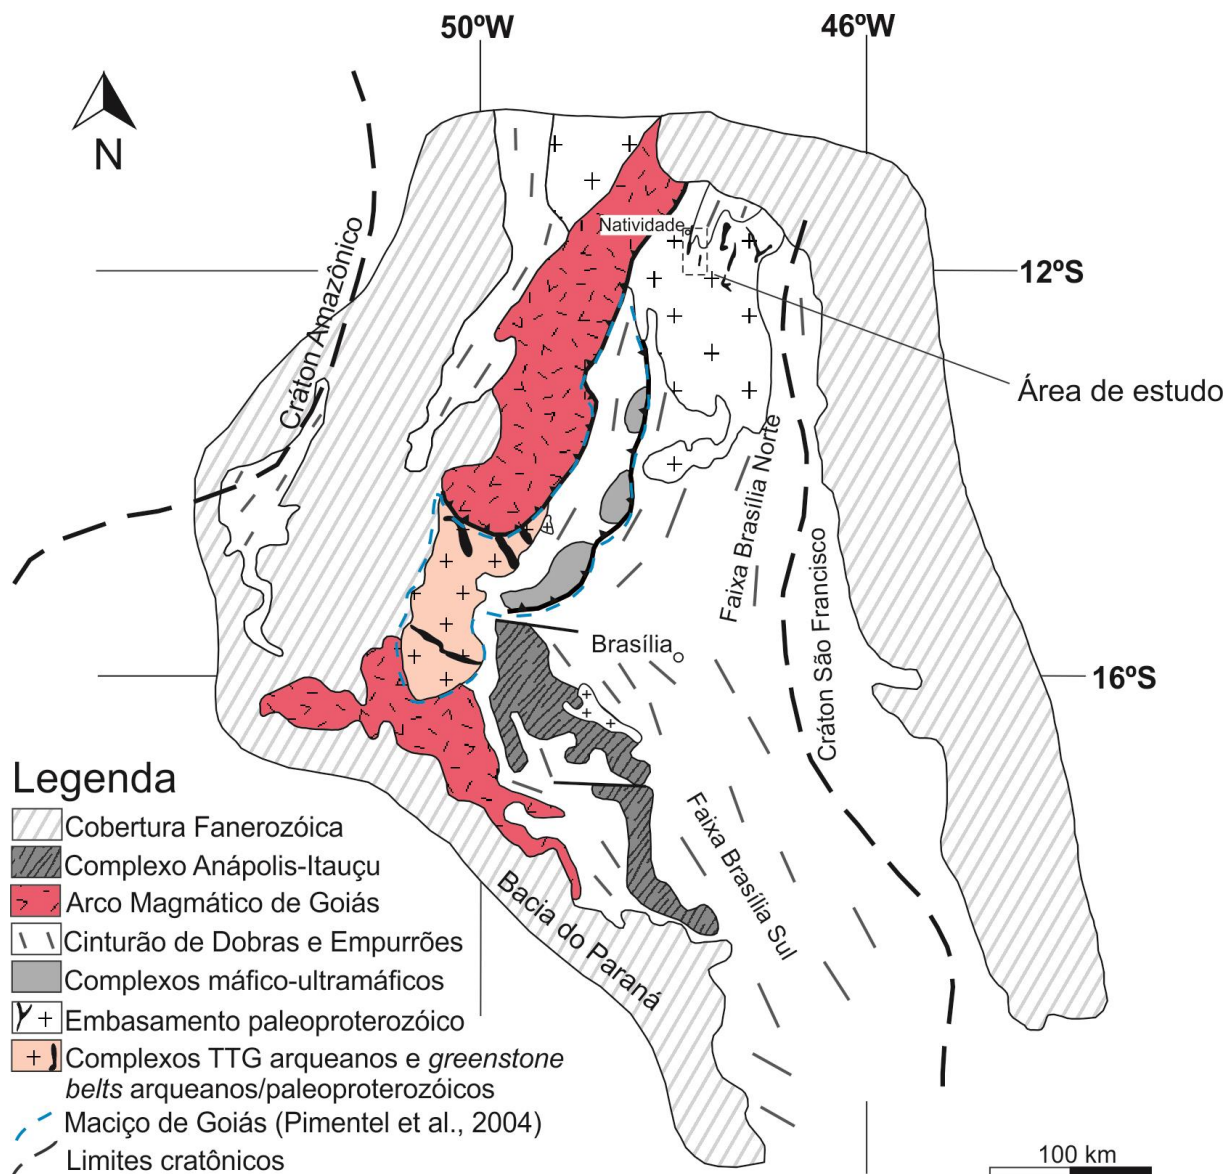 50ºW
46ºW
N
Natividade
12ºS
Cráton Amazônico
Área de estudo
Faixa Brasília Norte
Cráton São Francisco
Brasília
16ºS
Legenda
Cobertura Fanerozóica
Complexo Anápolis-Itauçu
Arco Magmático de Goiás
Cinturão de Dobras e Empurrões
Complexos máfico-ultramáficos
Embasamento paleoproterozóico
Complexos TTG arqueanos e greenstone
belts arqueanos/paleoproterozóicos
Maciço de Goiás (Pimentel et al., 2004)
Limites cratônicos
Faixa Brasília Sul
Bacia do Paraná
100 km